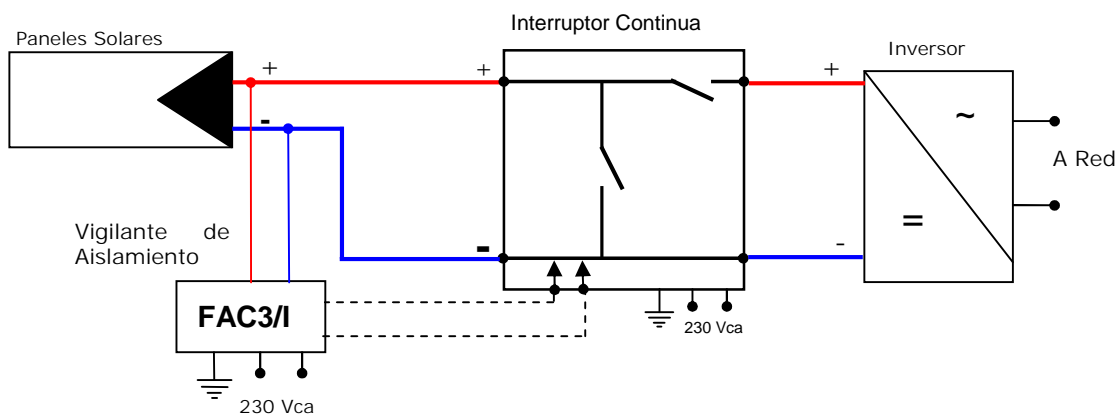 Interruptor Continua
Paneles Solares
Inversor
+
+
+
-
~
A Red
=
Vigilante de
Aislamiento
-
-
FAC3/I
230 Vca
230 Vca